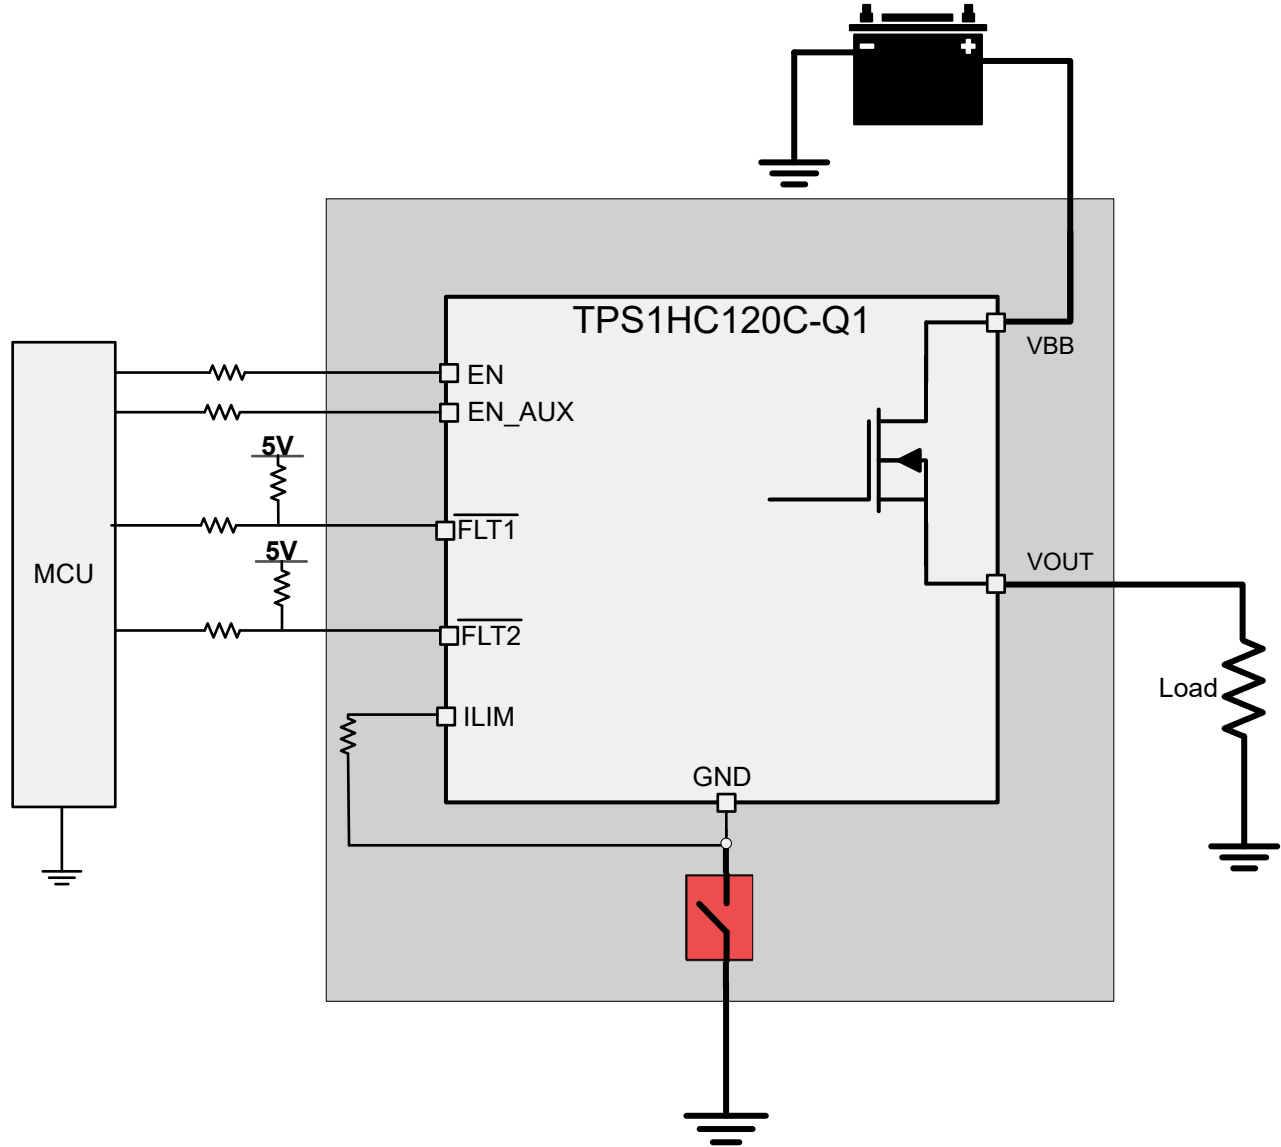 TPS1HC120C-Q1
VBB
EN
EN_AUX
5V
FLT1
5V
VOUT
MCU
FLT2
Load
ILIM
GND